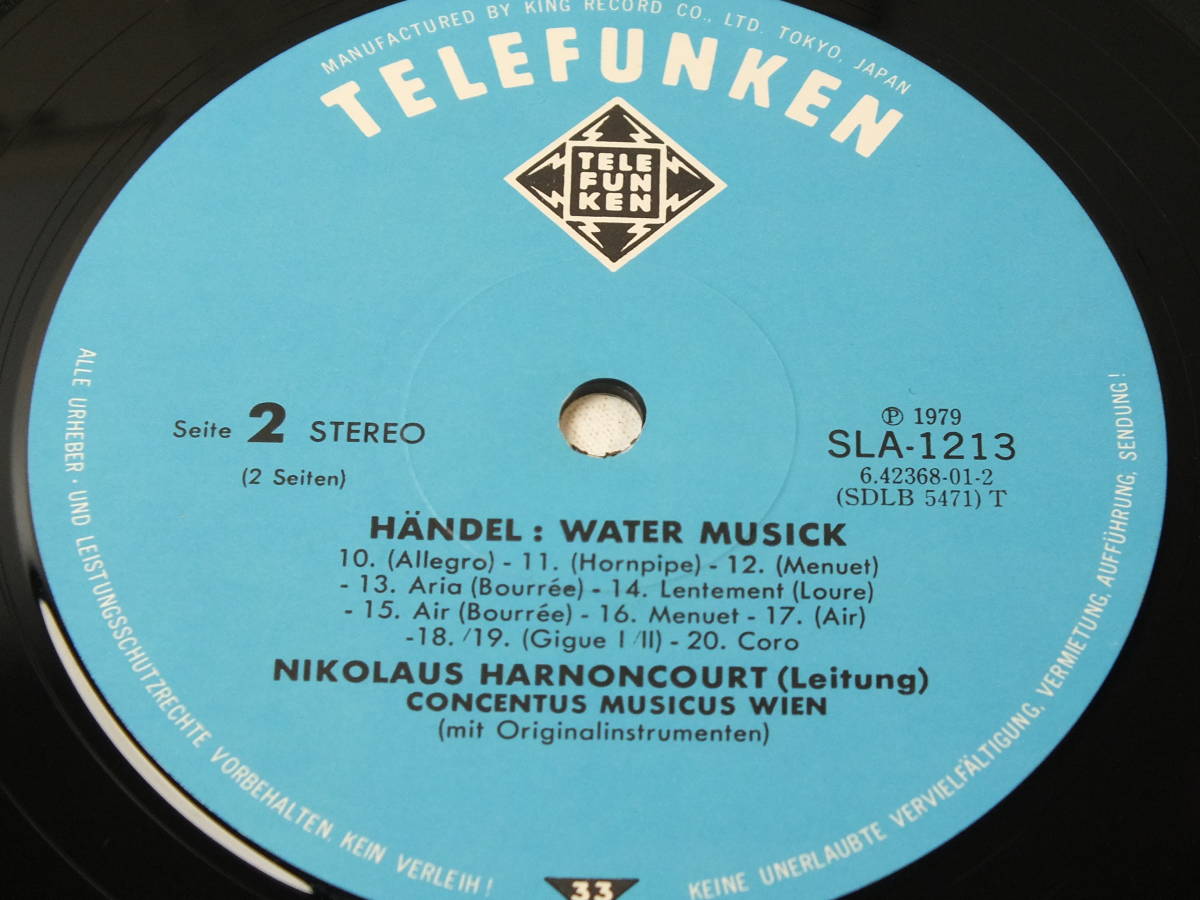 MANUFACTURED BY KING RECORD CO., LTD. TOKYO, JAPAN
TELEFUNKEN
TELE
FUN
KEN
Seite 2 STEREO
(2 Seiten)
Ⓟ 1979
SLA-1213
6.42368-01-2
(SDLB 5471) T
HÄNDEL : WATER MUSICK
10. (Allegro) - 11. (Hornpipe) - 12. (Menuet)
- 13. Aria (Bourrée) - 14. Lentement (Loure)
- 15. Air (Bourrée) - 16. Menuet - 17. (Air)
-18. /19. (Gigue I/II) - 20. Coro
NIKOLAUS HARNONCOURT (Leitung)
CONCENTUS MUSICUS WIEN
(mit Originalinstrumenten)
ALLE URHEBER - UND LEISTUNGSSCHUTZRECHTE VORBEHALTEN. KEIN VERLEIH!
33
KEINE UNERLAUBTE VERVIELFÄLTIGUNG, VERMIETUNG, AUFFÜHRUNG, SENDUNG!